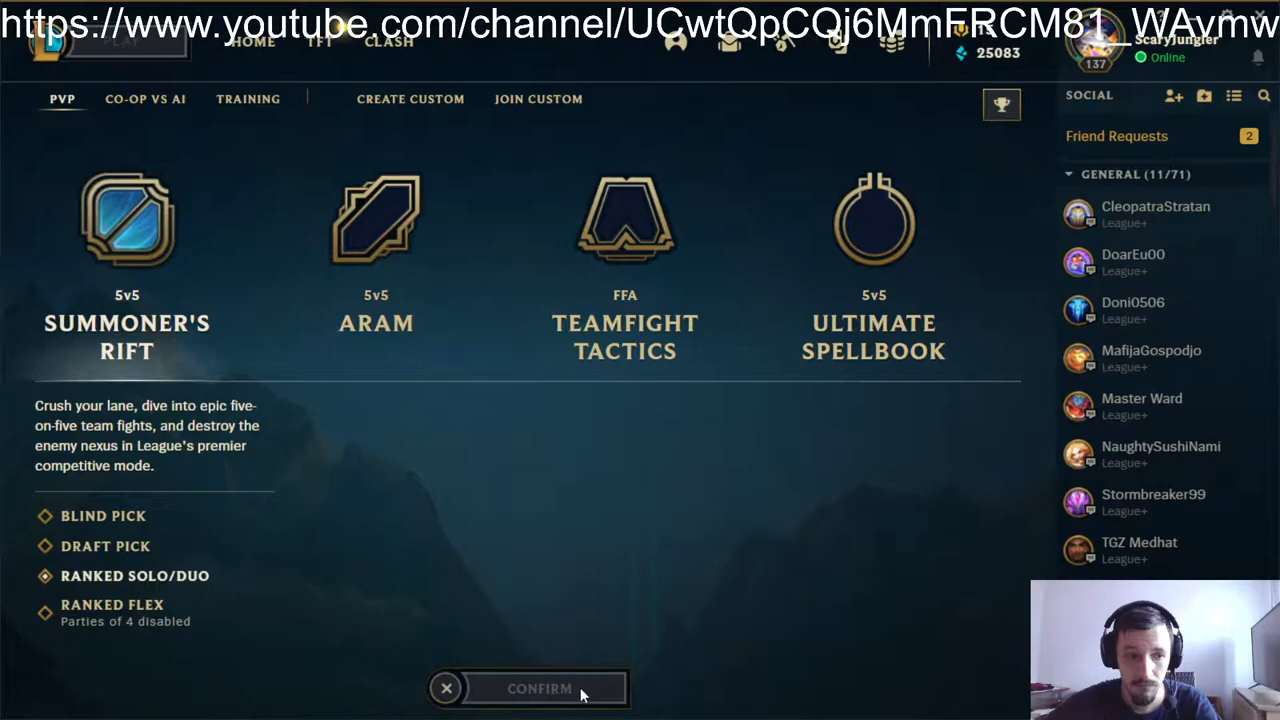 https://www.youtube.com/channel/UCwtQpCQj6MmFRCM81_WAvmw
PLAY
HOME
TFT
CLASH
25083
137
ScaryJungler
Online
PVP
CO-OP VS AI
TRAINING
CREATE CUSTOM
JOIN CUSTOM
SOCIAL
Friend Requests
2
GENERAL (11/71)
5v5
SUMMONER'S
RIFT
5v5
ARAM
FFA
TEAMFIGHT
TACTICS
5v5
ULTIMATE
SPELLBOOK
Crush your lane, dive into epic five-
on-five team fights, and destroy the
enemy nexus in League's premier
competitive mode.
BLIND PICK
DRAFT PICK
RANKED SOLO/DUO
RANKED FLEX
Parties of 4 disabled
CONFIRM
CleopatraStratan
League+
DoarEu00
League+
Doni0506
League+
MafijaGospodjo
League+
Master Ward
League+
NaughtySushiNami
League+
Stormbreaker99
League+
TGZ Medhat
League+